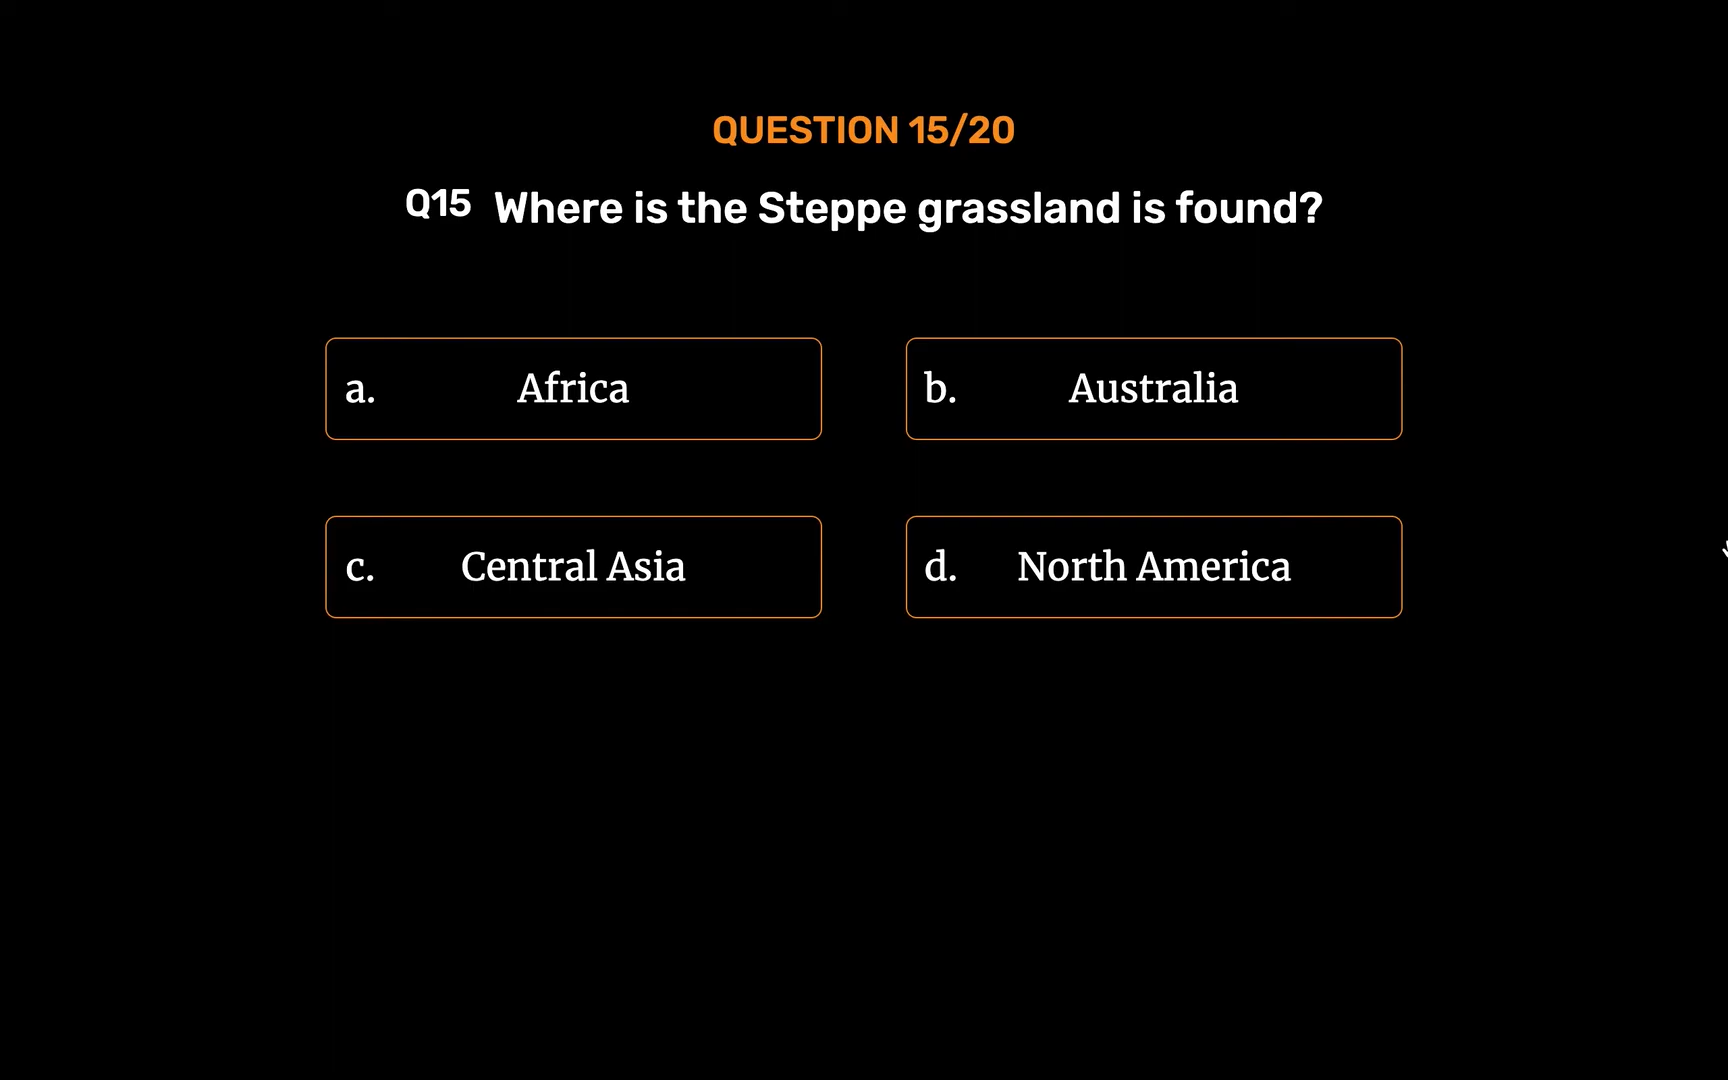 QUESTION 15/20
Q15 Where is the Steppe grassland is found?
a. Africa
b. Australia
c. Central Asia
d. North America